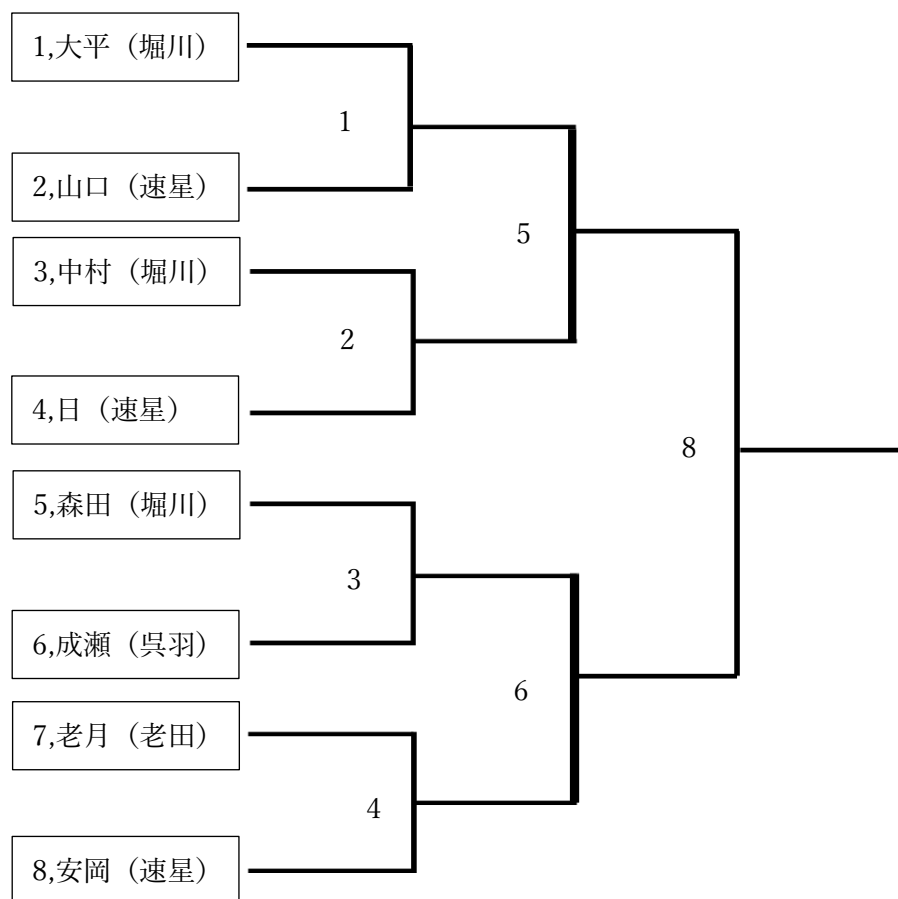 1,大平（堀川）
1
2,山口（速星）
5
3,中村（堀川）
2
4,日（速星）
8
5,森田（堀川）
3
6,成瀬（呉羽）
6
7,老月（老田）
4
8,安岡（速星）